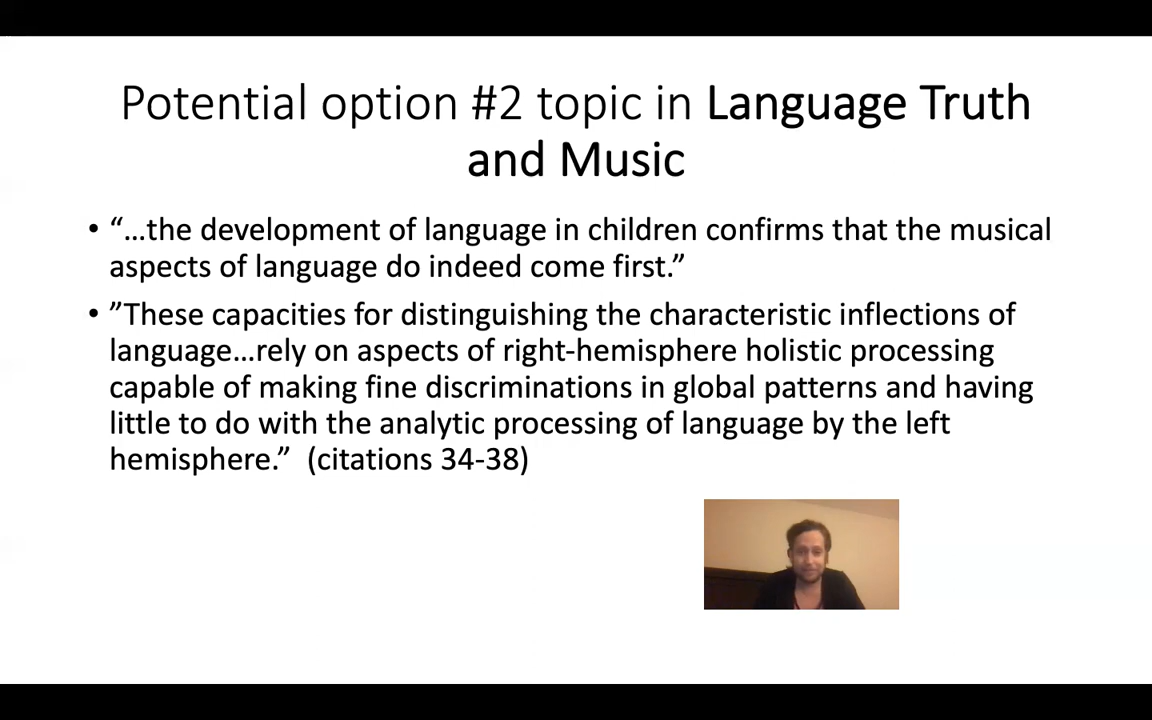 Potential option #2 topic in Language Truth
and Music
• “…the development of language in children confirms that the musical
aspects of language do indeed come first.”
• ”These capacities for distinguishing the characteristic inflections of
language…rely on aspects of right-hemisphere holistic processing
capable of making fine discriminations in global patterns and having
little to do with the analytic processing of language by the left
hemisphere.”  (citations 34-38)